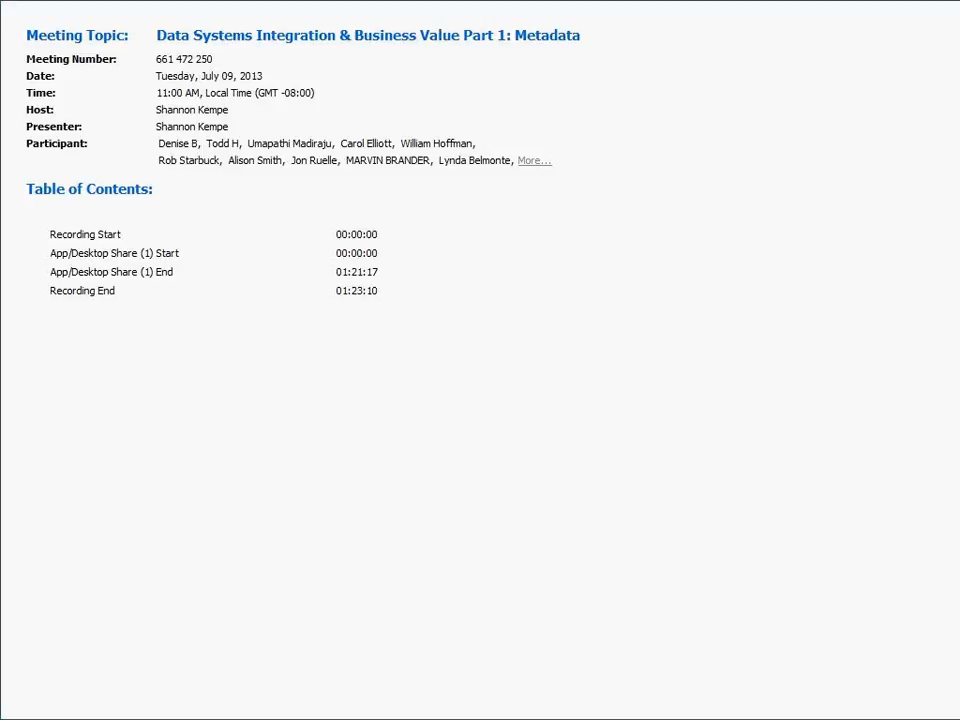 Meeting Topic: Data Systems Integration & Business Value Part 1: Metadata
Meeting Number: 661 472 250
Date: Tuesday, July 09, 2013
Time: 11:00 AM, Local Time (GMT -08:00)
Host: Shannon Kempe
Presenter: Shannon Kempe
Participant: Denise B, Todd H, Umapathi Madiraju, Carol Elliott, William Hoffman,
Rob Starbuck, Alison Smith, Jon Ruelle, MARVIN BRANDER, Lynda Belmonte, More...
Table of Contents:
Recording Start 00:00:00
App/Desktop Share (1) Start 00:00:00
App/Desktop Share (1) End 01:21:17
Recording End 01:23:10